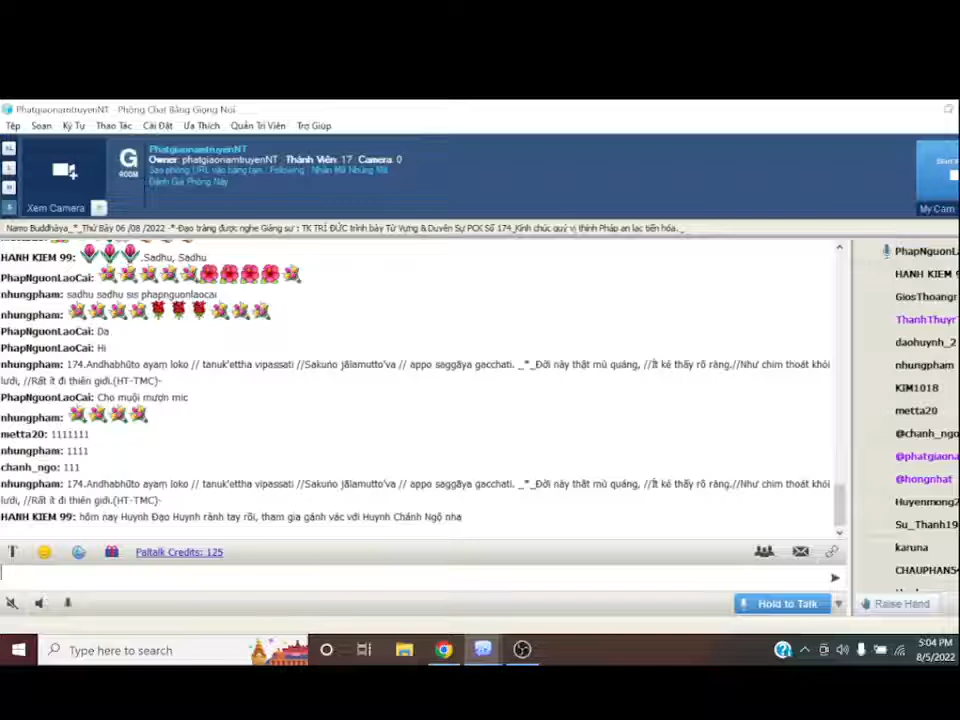 PhatgiaonamtruyenNT - Phòng Chat Bằng Giọng Nói
Tệp Soạn Ký Tự Thao Tác Cài Đặt Ưa Thích Quản Trị Viên Trợ Giúp
PhatgiaonamtruyenNT
Owner: phatgiaonamtruyenNT Thành Viên: 17 Camera: 0
G ROOM
Đánh Giá Phòng Này
Xem Camera
My Cam
Namo Buddhāya_*_Thứ Bảy 06 /08 /2022 -*-Đạo tràng được nghe Giảng sư : TK TRÍ ĐỨC trình bày Từ Vựng & Duyên Sự PCK Số 174_Kính chúc quý vị thính Pháp an lạc tiến hóa._
HANH KIEM 99: .Sadhu, Sadhu
PhapNguonLaoCai:
nhungpham: sadhu sadhu sis phapnguonlaocai
nhungpham:
PhapNguonLaoCai: Da
PhapNguonLaoCai: Hi
nhungpham: 174.Andhabhūto ayaṃ loko // tanuk'ettha vipassati //Sakuṇo jālamutto'va // appo saggāya gacchati. _*_Đời này thật mù quáng, //Ít kẻ thấy rõ ràng.//Như chim thoát khỏi
lưới, //Rất ít đi thiên giới.(HT-TMC)-
PhapNguonLaoCai: Cho muội mượn mic
nhungpham:
metta20: 1111111
nhungpham: 1111
chanh_ngo: 111
nhungpham: 174.Andhabhūto ayaṃ loko // tanuk'ettha vipassati //Sakuṇo jālamutto'va // appo saggāya gacchati. _*_Đời này thật mù quáng, //Ít kẻ thấy rõ ràng.//Như chim thoát khỏi
lưới, //Rất ít đi thiên giới.(HT-TMC)-
HANH KIEM 99: hôm nay Huynh Đạo Huynh rảnh tay rồi, tham gia gánh vác với Huynh Chánh Ngộ nha
PhapNguonLaoC
HANH KIEM 9
GiosThoangr
ThanhThuyr
daohuynh_2
nhungpham
KIM1018
metta20
@chanh_ngo
@phatgiaona
@hongnhat
Huyenmong2
Su_Thanh19
karuna
CHAUPHAN54
T
Paltalk Credits: 125
Hold to Talk
Raise Hand
Type here to search
5:04 PM
8/5/2022